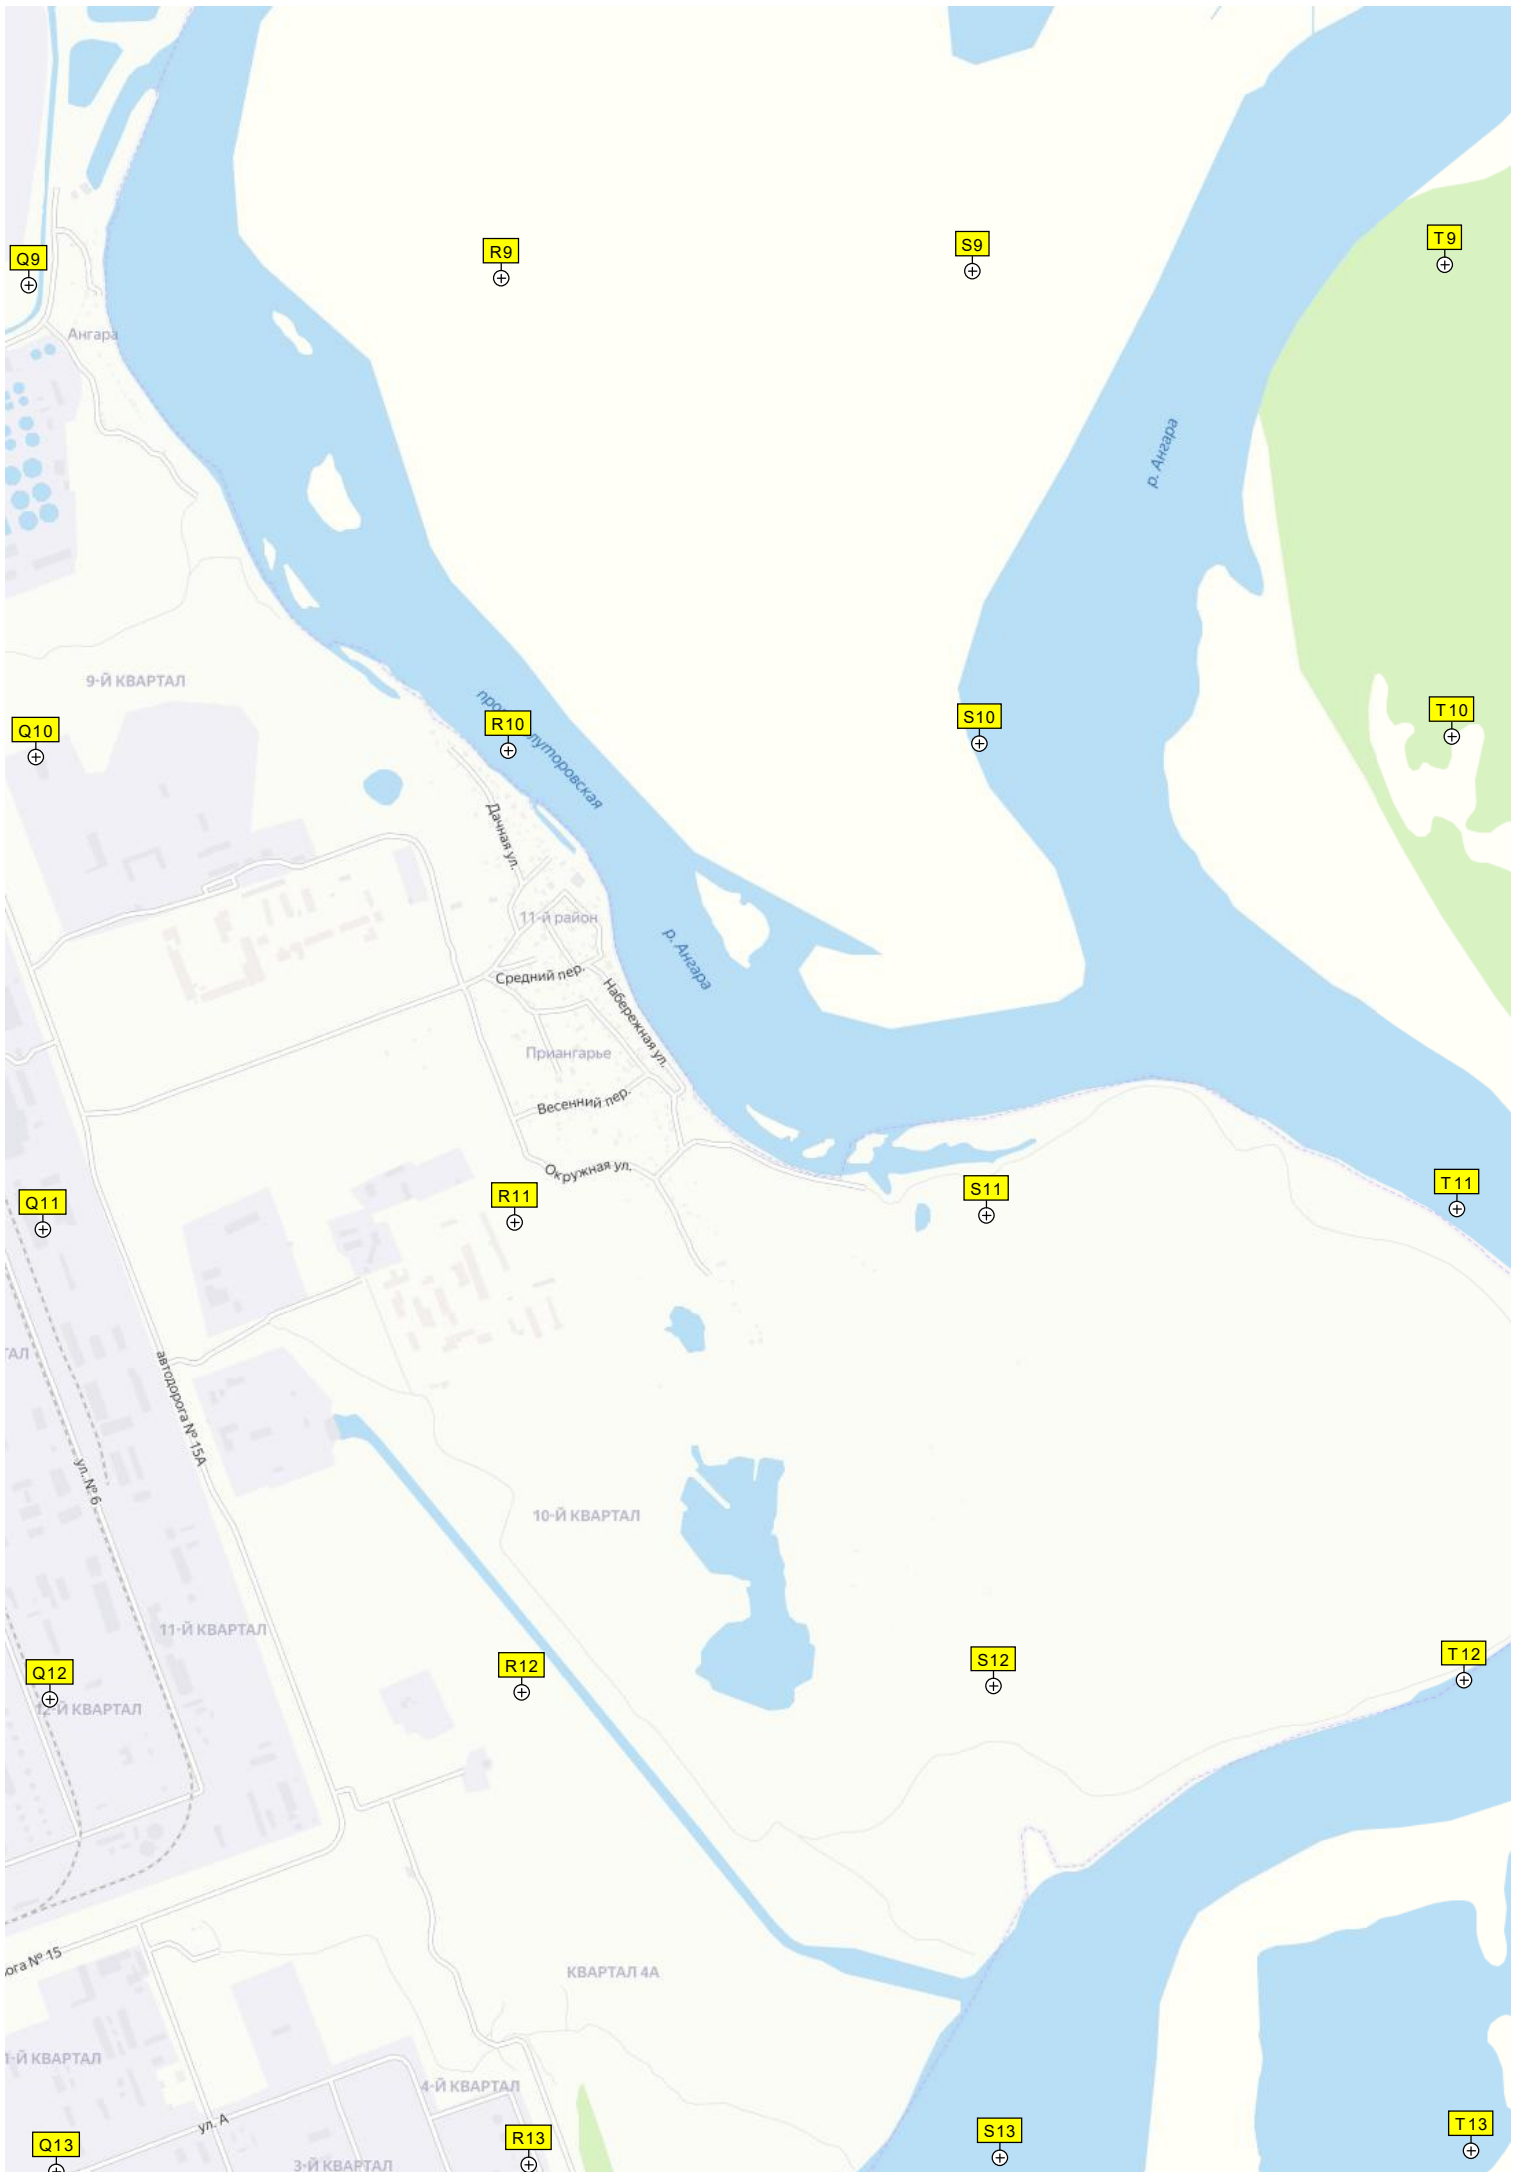 Q9
R9
S9
T9
Ангара
р. Ангара
9-Й КВАРТАЛ
Q10
R10
S10
T10
Дачная ул.
11-й район
р. Ангара
Средний пер.
Набережная ул.
Приангарье
Весенний пер.
Окружная ул.
Q11
R11
S11
T11
автодорога № 15А
ул. № 6
10-Й КВАРТАЛ
11-Й КВАРТАЛ
Q12
R12
S12
T12
12-Й КВАРТАЛ
№ 15
КВАРТАЛ 4А
4-Й КВАРТАЛ
ул. А
Q13
R13
S13
T13
3-Й КВАРТАЛ